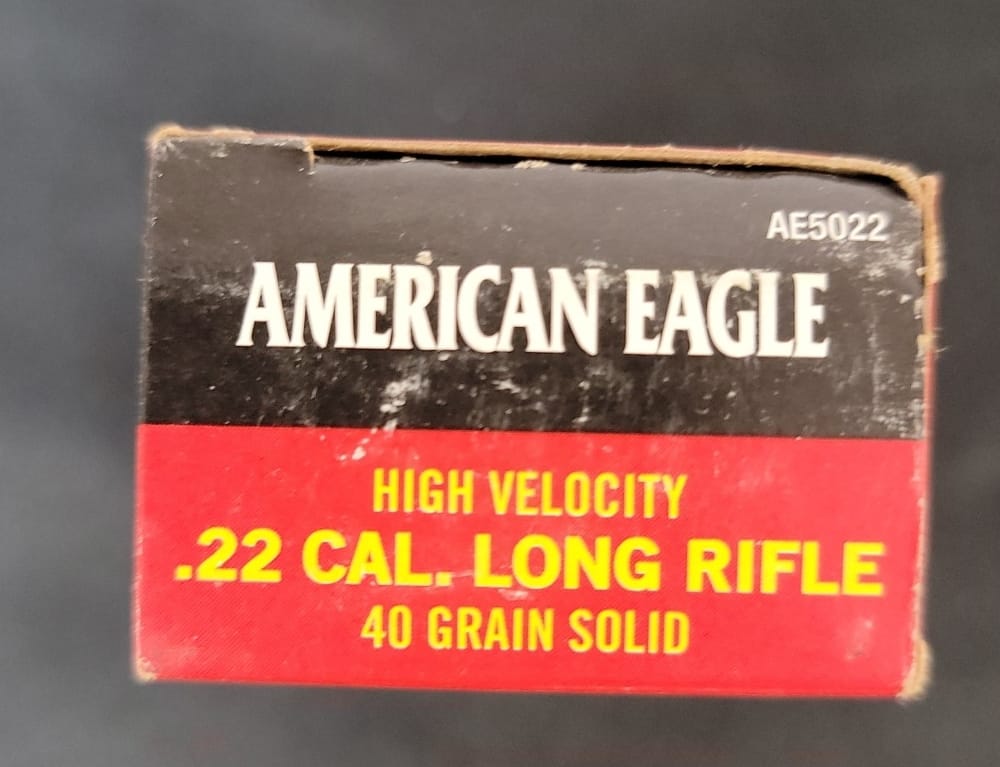 AE5022
AMERICAN EAGLE
HIGH VELOCITY
.22 CAL. LONG RIFLE
40 GRAIN SOLID